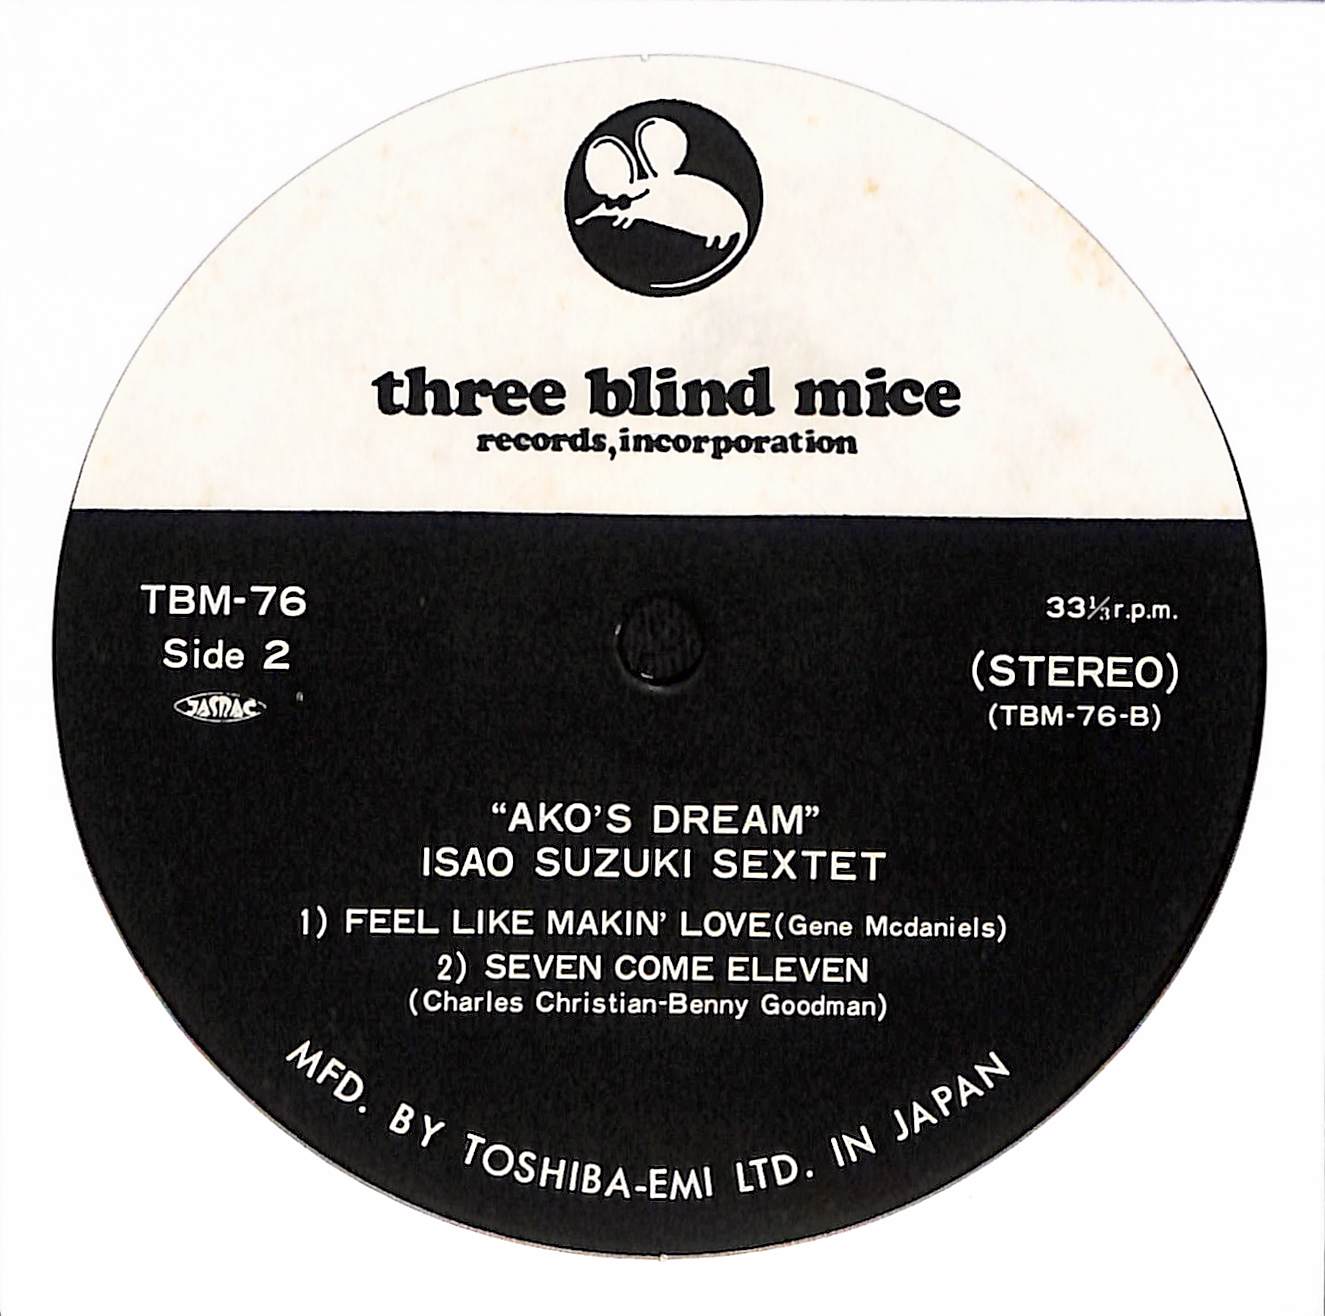 three blind mice
records,incorporation
TBM-76
Side 2
JASRAC
33⅓ r.p.m.
(STEREO)
(TBM-76-B)
“AKO’S DREAM”
ISAO SUZUKI SEXTET
1) FEEL LIKE MAKIN’ LOVE(Gene Mcdaniels)
2) SEVEN COME ELEVEN
(Charles Christian-Benny Goodman)
MFD. BY TOSHIBA-EMI LTD. IN JAPAN